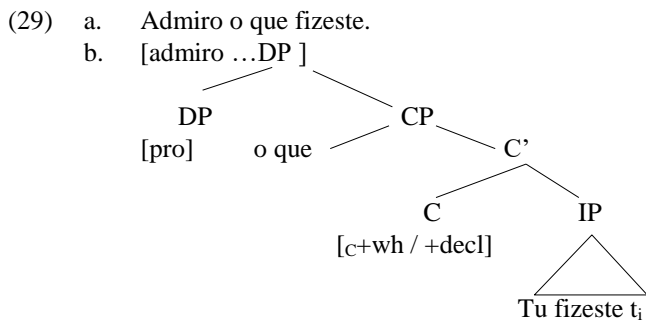 (29) a. Admiro o que fizeste.
b. [admiro …DP ]
DP CP
[pro] o que C’
C IP
[C+wh / +decl]
Tu fizeste ti